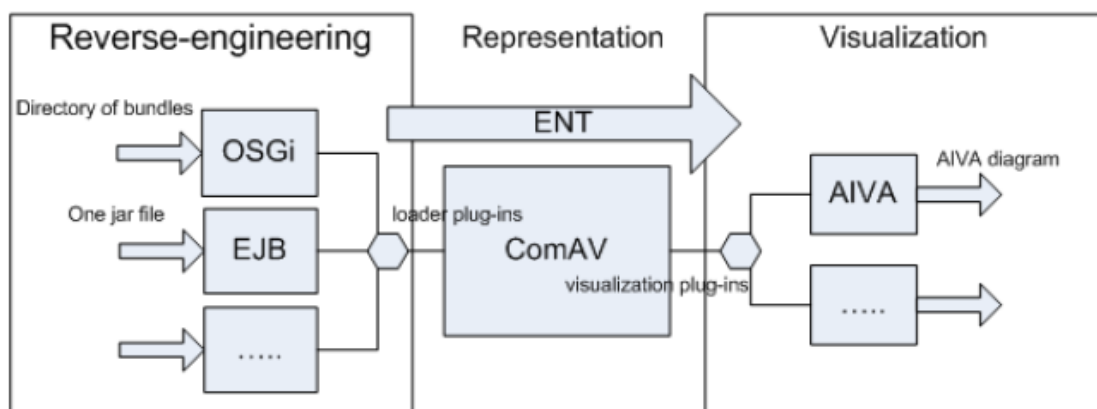 Reverse-engineering
Representation
Visualization
Directory of bundles
OSGi
ENT
AIVA diagram
AIVA
One jar file
EJB
loader plug-ins
ComAV
visualization plug-ins
.....
.....